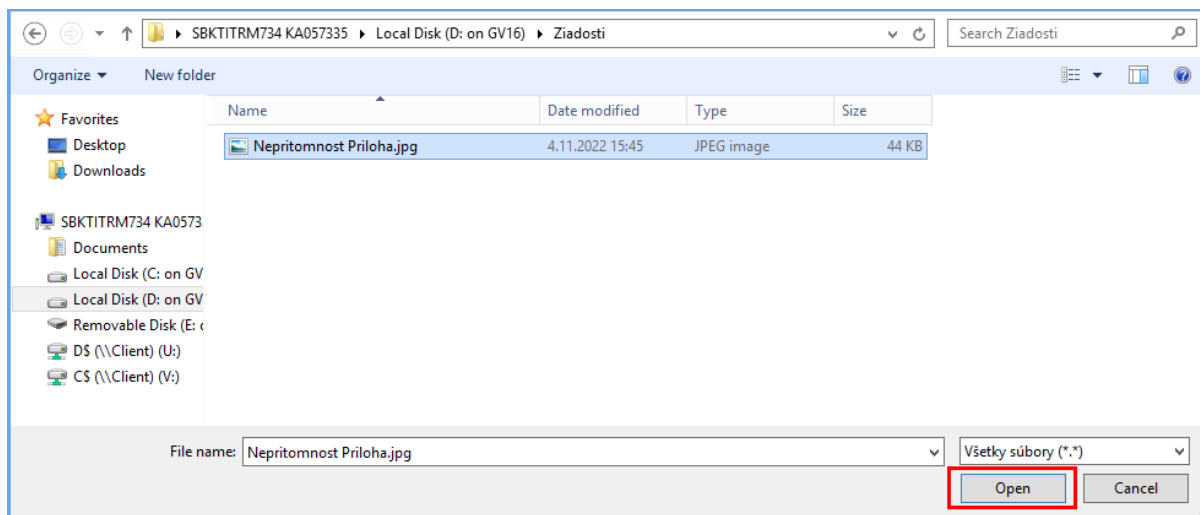 SBKTITRM734 KA057335 Local Disk (D: on GV16) Ziadosti Search Ziadosti
Organize New folder
Favorites
Desktop
Downloads
SBKTITRM734 KA0573
Documents
Local Disk (C: on GV
Local Disk (D: on GV
Removable Disk (E:
D$ (\\Client) (U:)
C$ (\\Client) (V:)
Name Date modified Type Size
Nepritomnost Priloha.jpg 4.11.2022 15:45 JPEG image 44 KB
File name: Nepritomnost Priloha.jpg Všetky súbory (*.*)
Open Cancel